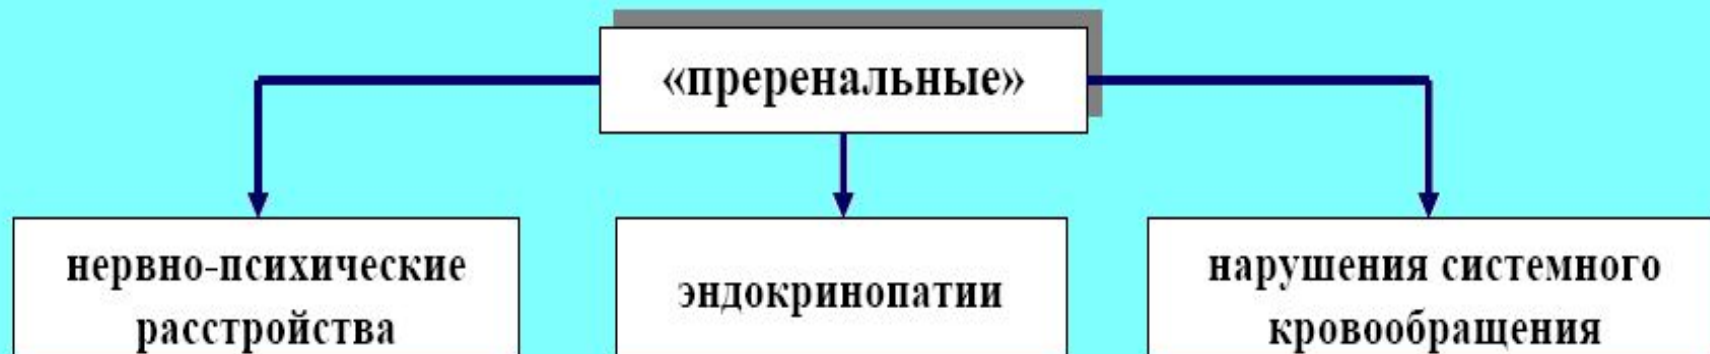 «преренальные»
нервно-психические
расстройства
эндокринопатии
нарушения системного
кровообращения